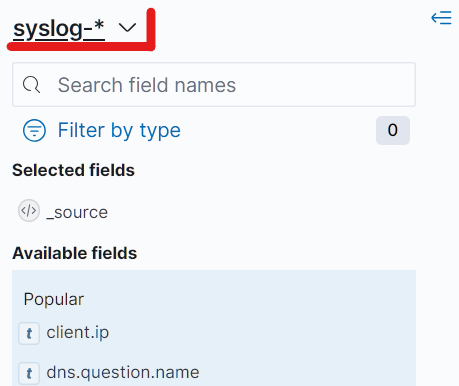 syslog-*
Search field names
Filter by type 0
Selected fields
</> _source
Available fields
Popular
t client.ip
t dns.question.name